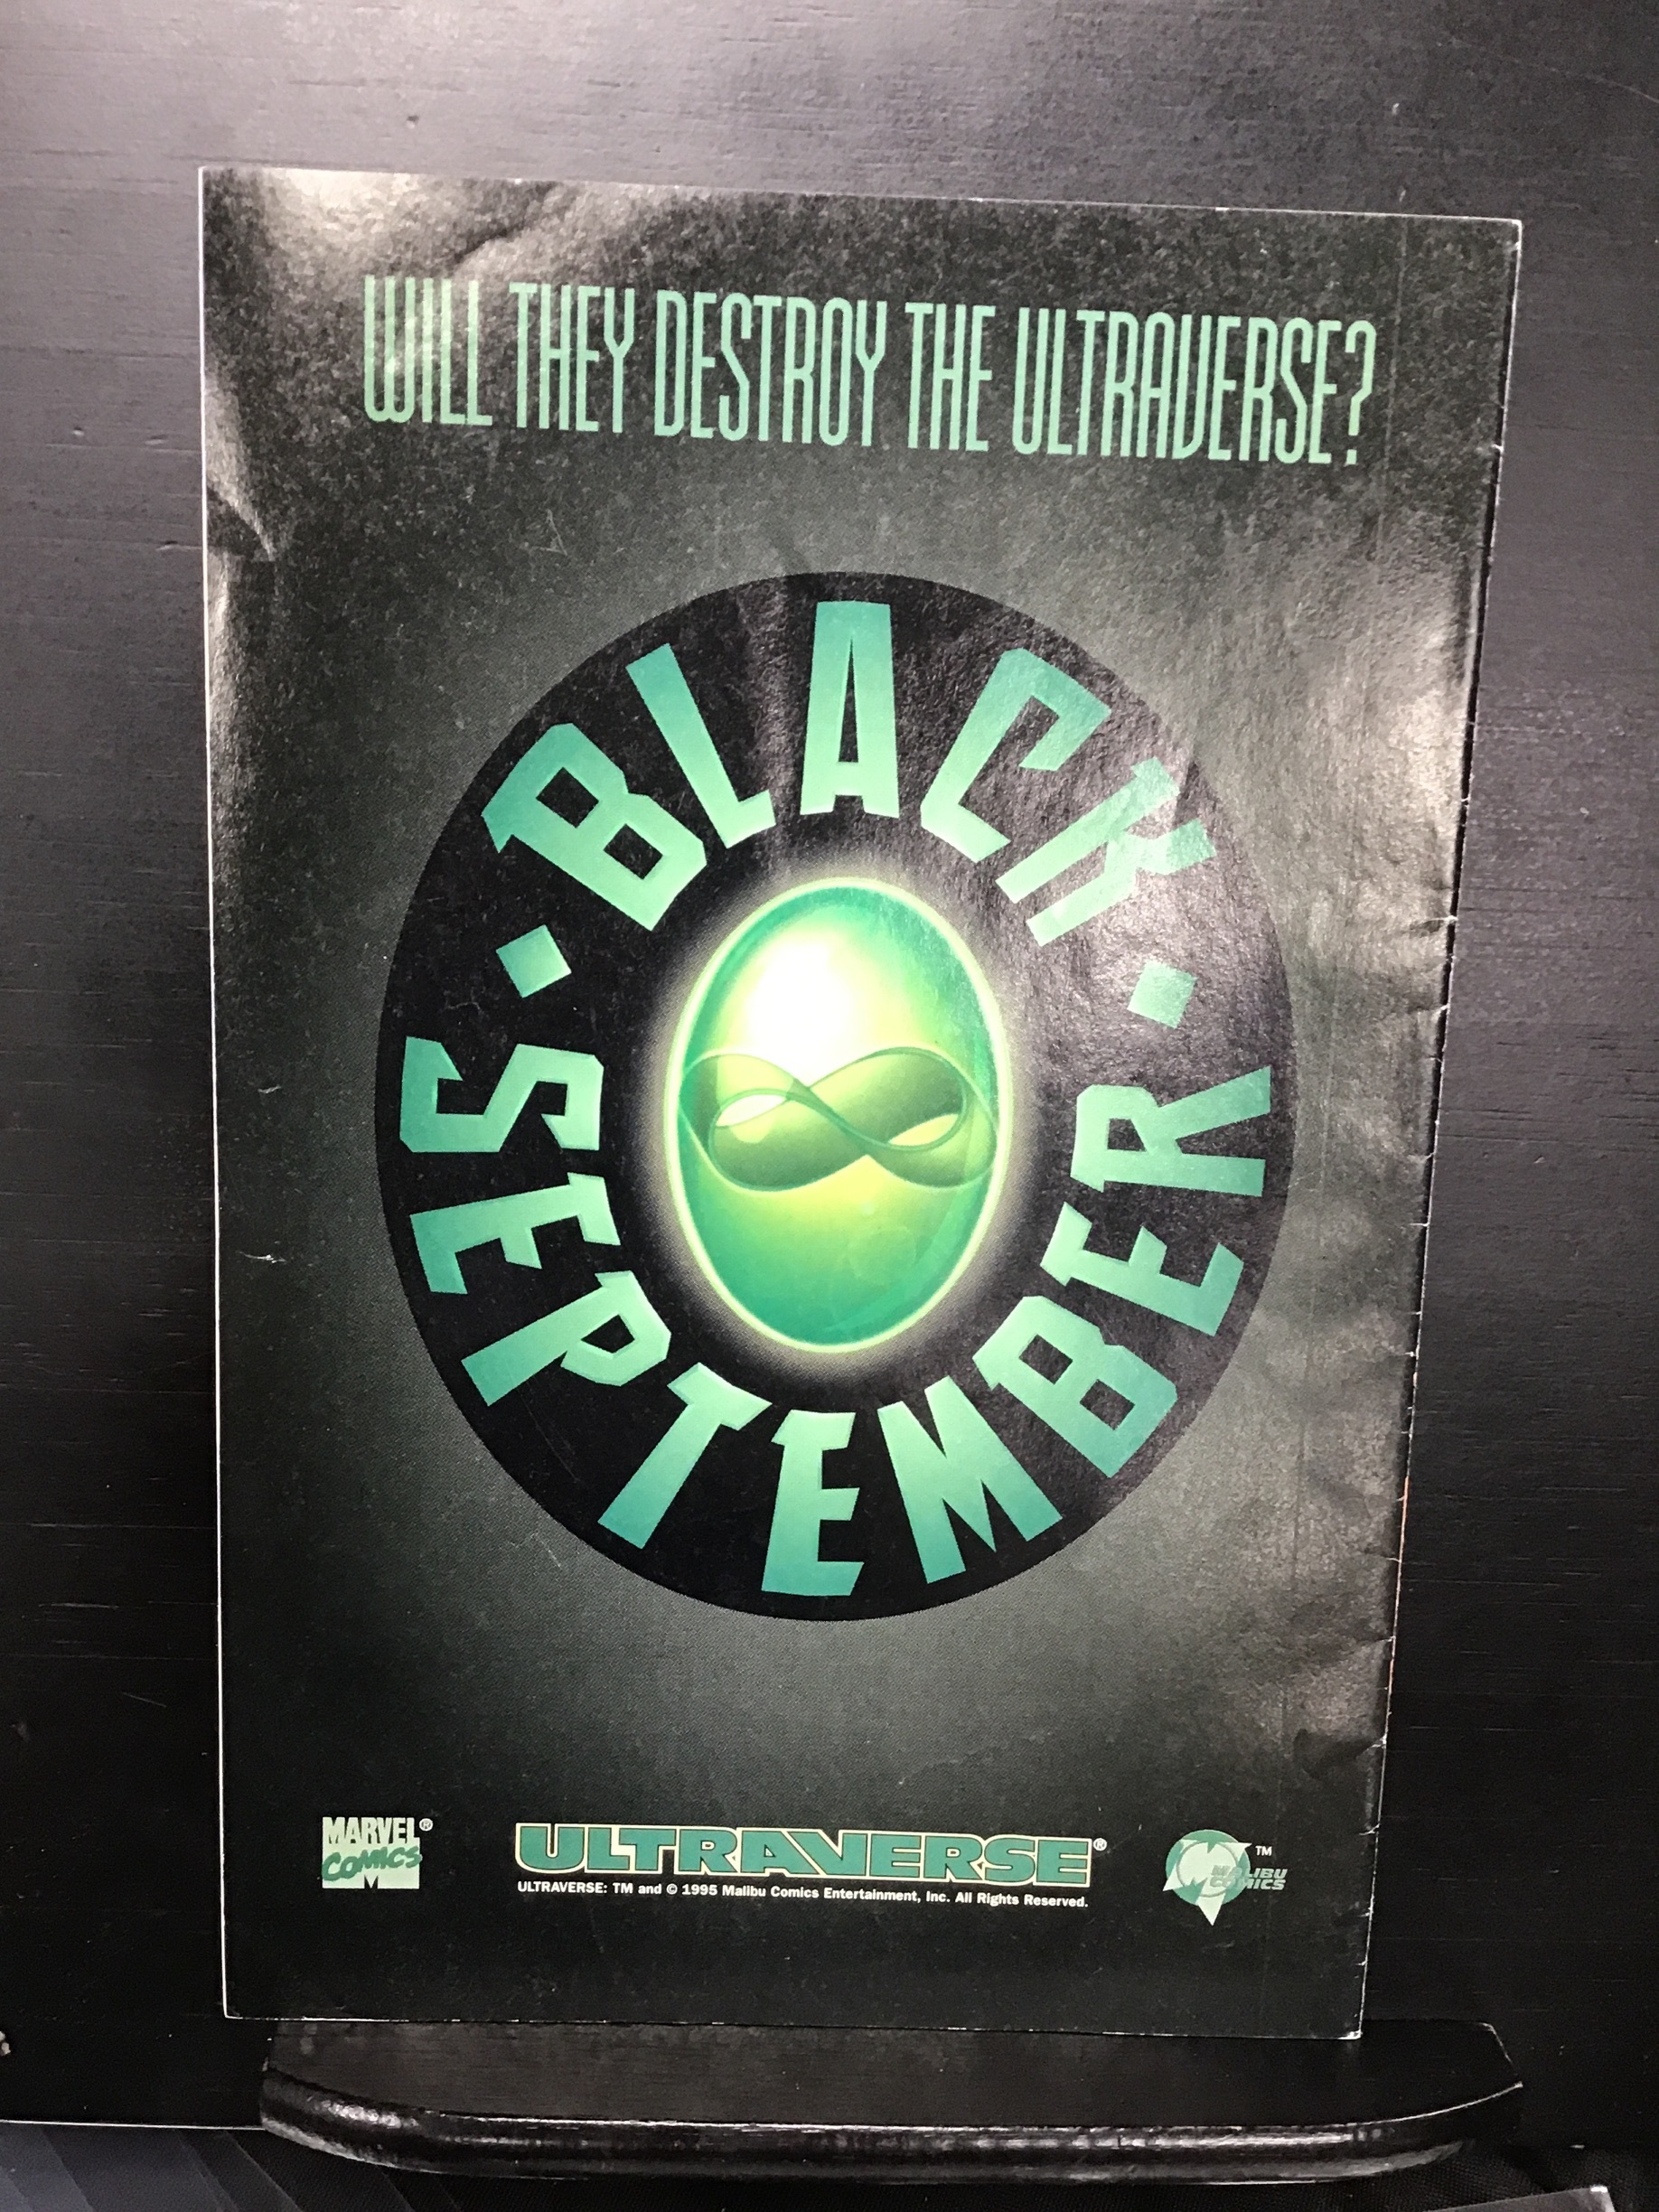 WILL THEY DESTROY THE ULTRAVERSE?
BLACK
SEPTEMBER
MARVEL®
COMICS
ULTRAVERSE®
ULTRAVERSE: TM and © 1995 Malibu Comics Entertainment, Inc. All Rights Reserved.
TM
MALIBU
COMICS